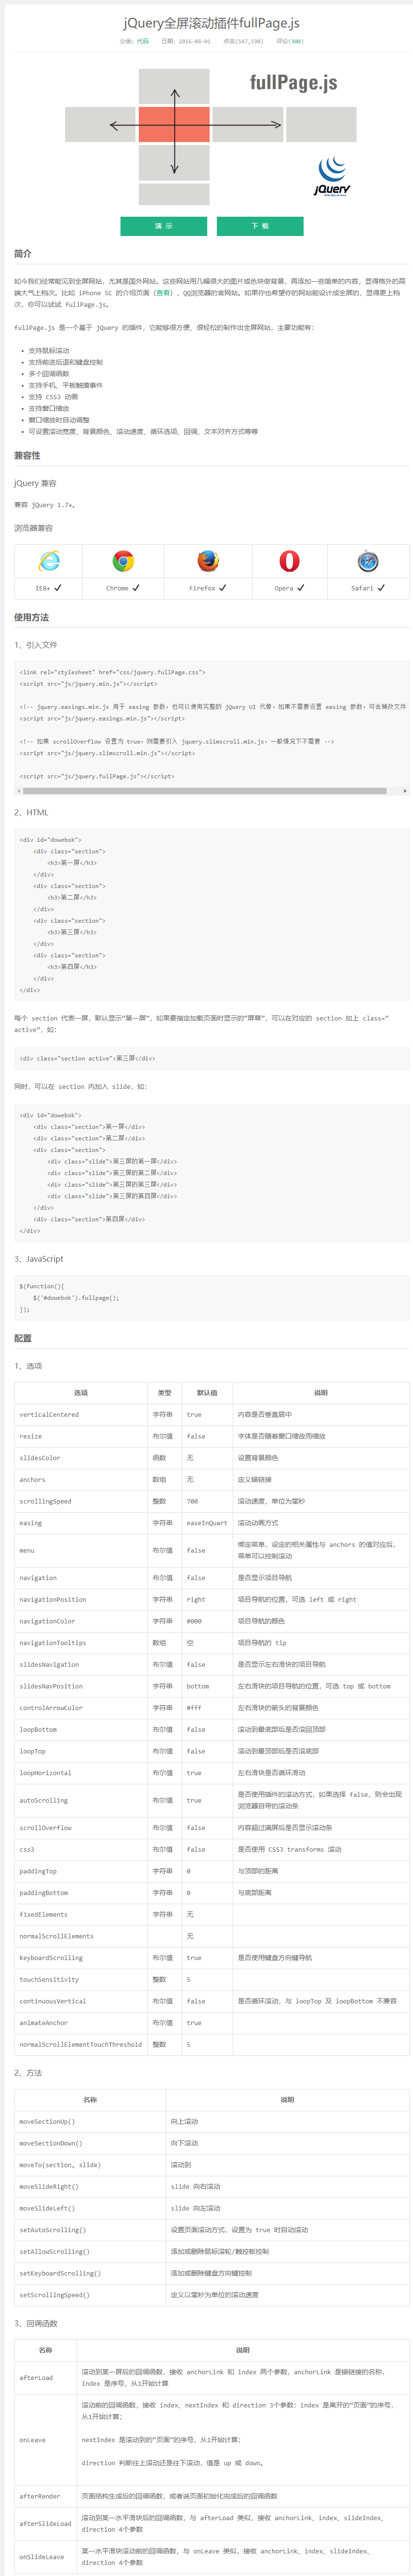 jQuery全屏滚动插件fullPage.js
分类：代码 日期：2016-08-01 点击(547,590) 评论(300)
fullPage.js
jQuery
演 示 下 载
简介
如今我们经常能见到全屏网站，尤其是国外网站。这些网站用几幅很大的图片或色块做背景，再添加一些简单的内容，显得格外的高
端大气上档次。比如 iPhone 5C 的介绍页面（查看），QQ浏览器的官网站。如果你也希望你的网站能设计成全屏的，显得更上档
次，你可以试试 fullPage.js。
fullPage.js 是一个基于 jQuery 的插件，它能够很方便、很轻松的制作出全屏网站，主要功能有：
支持鼠标滚动
支持前进后退和键盘控制
多个回调函数
支持手机、平板触摸事件
支持 CSS3 动画
支持窗口缩放
窗口缩放时自动调整
可设置滚动宽度、背景颜色、滚动速度、循环选项、回调、文本对齐方式等等
兼容性
jQuery 兼容
兼容 jQuery 1.7+。
浏览器兼容
IE8+ ✔ Chrome ✔ Firefox ✔ Opera ✔ Safari ✔
使用方法
1、引入文件
<link rel="stylesheet" href="css/jquery.fullPage.css">
<script src="js/jquery.min.js"></script>
<!-- jquery.easings.min.js 用于 easing 参数，也可以使用完整的 jQuery UI 代替，如果不需要设置 easing 参数，可去掉改文件
<script src="js/jquery.easings.min.js"></script>
<!-- 如果 scrollOverflow 设置为 true，则需要引入 jquery.slimscroll.min.js，一般情况下不需要 -->
<script src="js/jquery.slimscroll.min.js"></script>
<script src="js/jquery.fullPage.js"></script>
2、HTML
<div id="dowebok">
<div class="section">
<h3>第一屏</h3>
</div>
<div class="section">
<h3>第二屏</h3>
</div>
<div class="section">
<h3>第三屏</h3>
</div>
<div class="section">
<h3>第四屏</h3>
</div>
</div>
每个 section 代表一屏，默认显示“第一屏”，如果要指定加载页面时显示的“屏幕”，可以在对应的 section 加上 class=”
active”，如：
<div class="section active">第三屏</div>
同时，可以在 section 内加入 slide，如：
<div id="dowebok">
<div class="section">第一屏</div>
<div class="section">第二屏</div>
<div class="section">
<div class="slide">第三屏的第一屏</div>
<div class="slide">第三屏的第二屏</div>
<div class="slide">第三屏的第三屏</div>
<div class="slide">第三屏的第四屏</div>
</div>
<div class="section">第四屏</div>
</div>
3、JavaScript
$(function(){
$('#dowebok').fullpage();
});
配置
1、选项
选项 类型 默认值 说明
verticalCentered 字符串 true 内容是否垂直居中
resize 布尔值 false 字体是否随着窗口缩放而缩放
slidesColor 函数 无 设置背景颜色
anchors 数组 无 定义锚链接
scrollingSpeed 整数 700 滚动速度，单位为毫秒
easing 字符串 easeInQuart 滚动动画方式
menu 布尔值 false 绑定菜单，设定的相关属性与 anchors 的值对应后，
菜单可以控制滚动
navigation 布尔值 false 是否显示项目导航
navigationPosition 字符串 right 项目导航的位置，可选 left 或 right
navigationColor 字符串 #000 项目导航的颜色
navigationTooltips 数组 空 项目导航的 tip
slidesNavigation 布尔值 false 是否显示左右滑块的项目导航
slidesNavPosition 字符串 bottom 左右滑块的项目导航的位置，可选 top 或 bottom
controlArrowColor 字符串 #fff 左右滑块的箭头的背景颜色
loopBottom 布尔值 false 滚动到最底部后是否滚回顶部
loopTop 布尔值 false 滚动到最顶部后是否滚底部
loopHorizontal 布尔值 true 左右滑块是否循环滑动
autoScrolling 布尔值 true 是否使用插件的滚动方式，如果选择 false，则会出现
浏览器自带的滚动条
scrollOverflow 布尔值 false 内容超过满屏后是否显示滚动条
css3 布尔值 false 是否使用 CSS3 transforms 滚动
paddingTop 字符串 0 与顶部的距离
paddingBottom 字符串 0 与底部距离
fixedElements 字符串 无
normalScrollElements 无
keyboardScrolling 布尔值 true 是否使用键盘方向键导航
touchSensitivity 整数 5
continuousVertical 布尔值 false 是否循环滚动，与 loopTop 及 loopBottom 不兼容
animateAnchor 布尔值 true
normalScrollElementTouchThreshold 整数 5
2、方法
名称 说明
moveSectionUp() 向上滚动
moveSectionDown() 向下滚动
moveTo(section, slide) 滚动到
moveSlideRight() slide 向右滚动
moveSlideLeft() slide 向左滚动
setAutoScrolling() 设置页面滚动方式，设置为 true 时自动滚动
setAllowScrolling() 添加或删除鼠标滚轮/触控板控制
setKeyboardScrolling() 添加或删除键盘方向键控制
setScrollingSpeed() 定义以毫秒为单位的滚动速度
3、回调函数
名称 说明
afterLoad 滚动到某一屏后的回调函数，接收 anchorLink 和 index 两个参数，anchorLink 是锚链接的名称，
index 是序号，从1开始计算
onLeave 滚动前的回调函数，接收 index、nextIndex 和 direction 3个参数：index 是离开的“页面”的序号，
从1开始计算；
nextIndex 是滚动到的“页面”的序号，从1开始计算；
direction 判断往上滚动还是往下滚动，值是 up 或 down。
afterRender 页面结构生成后的回调函数，或者说页面初始化完成后的回调函数
afterSlideLoad 滚动到某一水平滑块后的回调函数，与 afterLoad 类似，接收 anchorLink、index、slideIndex、
direction 4个参数
onSlideLeave 某一水平滑块滚动前的回调函数，与 onLeave 类似，接收 anchorLink、index、slideIndex、
direction 4个参数